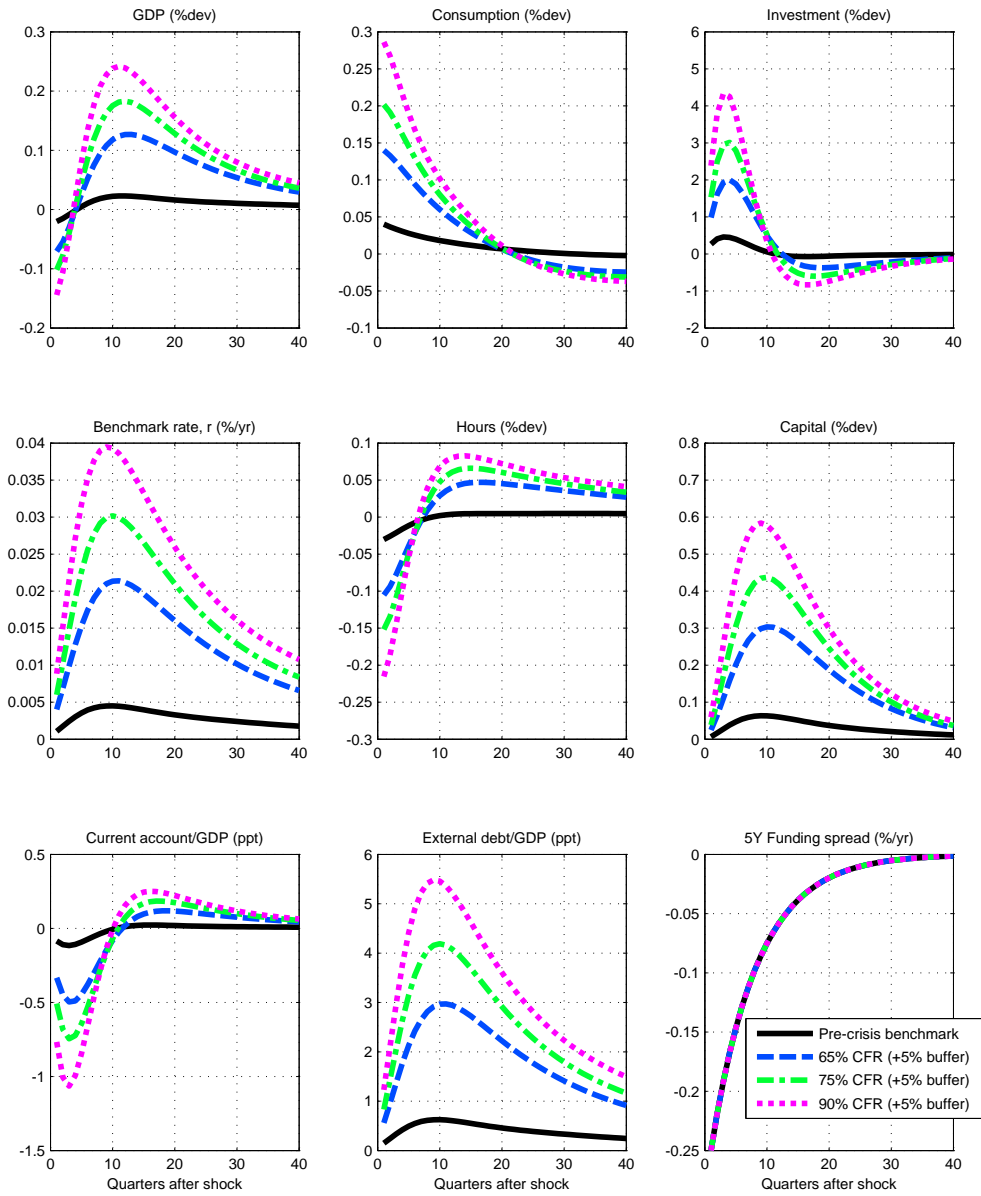 GDP (%dev)
0.3
0.2
0.1
0
-0.1
-0.2
0 10 20 30 40
Consumption (%dev)
0.3
0.25
0.2
0.15
0.1
0.05
0
-0.05
-0.1
0 10 20 30 40
Investment (%dev)
6
5
4
3
2
1
0
-1
-2
0 10 20 30 40
Benchmark rate, r (%/yr)
0.04
0.035
0.03
0.025
0.02
0.015
0.01
0.005
0
0 10 20 30 40
Hours (%dev)
0.1
0.05
0
-0.05
-0.1
-0.15
-0.2
-0.25
-0.3
0 10 20 30 40
Capital (%dev)
0.8
0.7
0.6
0.5
0.4
0.3
0.2
0.1
0
0 10 20 30 40
Current account/GDP (ppt)
0.5
0
-0.5
-1
-1.5
0 10 20 30 40
Quarters after shock
External debt/GDP (ppt)
6
5
4
3
2
1
0
0 10 20 30 40
Quarters after shock
5Y Funding spread (%/yr)
0
-0.05
-0.1
-0.15
-0.2
-0.25
0 10 20 30 40
Quarters after shock
Pre-crisis benchmark
65% CFR (+5% buffer)
75% CFR (+5% buffer)
90% CFR (+5% buffer)